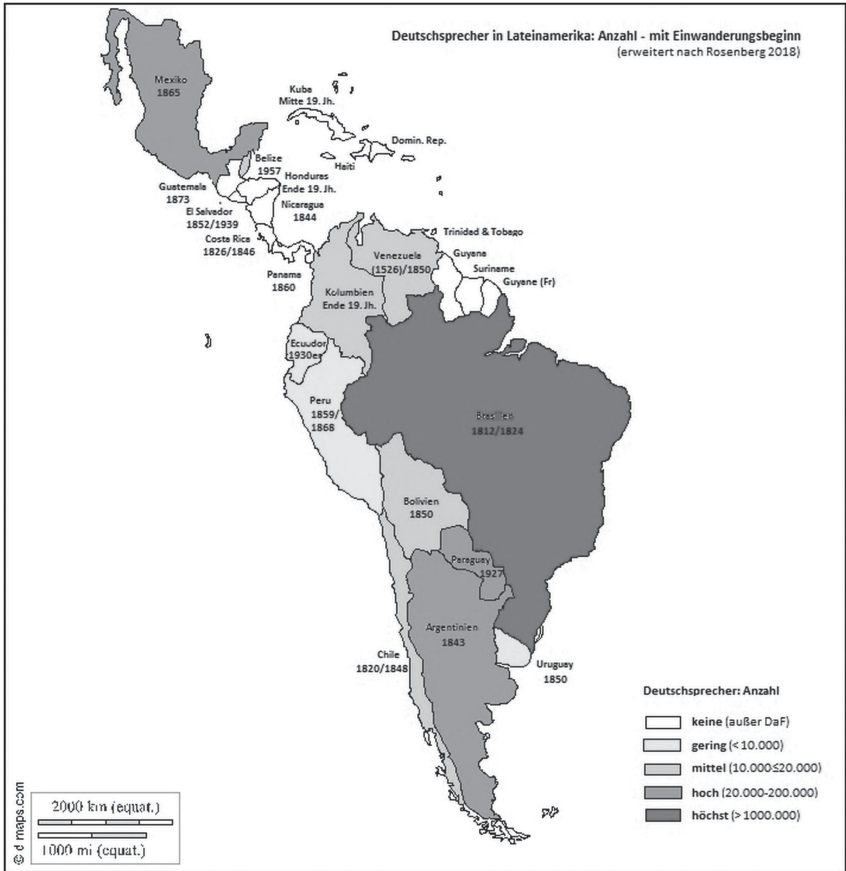 Deutschsprecher in Lateinamerika: Anzahl - mit Einwanderungsbeginn
(erweitert nach Rosenberg 2018)
Mexiko
1865
Kuba
Mitte 19. Jh.
Domin. Rep.
Haiti
Belize
1957
Honduras
Ende 19. Jh.
Guatemala
1873
Nicaragua
1844
El Salvador
1852/1939
Costa Rica
1826/1846
Panama
1860
Trinidad & Tobago
Venezuela
(1526)/1850
Guyana
Suriname
Guyane (Fr)
Kolumbien
Ende 19. Jh.
Ecuador
1930er
Peru
1859/
1868
Brasilien
1812/1824
Bolivien
1850
Paraguay
1927
Argentinien
1843
Chile
1820/1848
Uruguay
1850
Deutschsprecher: Anzahl
keine (außer DaF)
gering (< 10.000)
mittel (10.000≤20.000)
hoch (20.000-200.000)
höchst (> 1000.000)
2000 km (equat.)
1000 mi (equat.)
© d maps.com